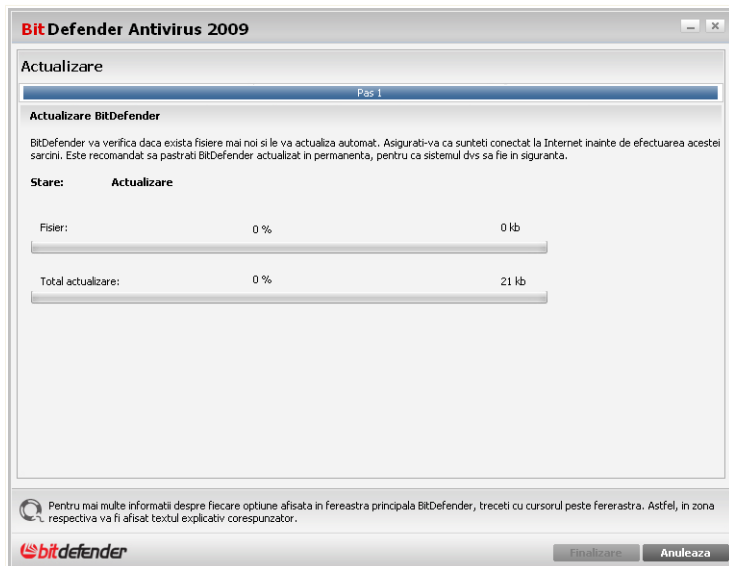 BitDefender Antivirus 2009
Actualizare
Pas 1
Actualizare BitDefender
BitDefender va verifica daca exista fisiere mai noi si le va actualiza automat. Asigurati-va ca sunteti conectat la Internet inainte de efectuarea acestei
sarcini. Este recomandat sa pastrati BitDefender actualizat in permanenta, pentru ca sistemul dvs sa fie in siguranta.
Stare: Actualizare
Fisier: 0 % 0 kb
Total actualizare: 0 % 21 kb
Pentru mai multe informatii despre fiecare optiune afisata in fereastra principala BitDefender, treceti cu cursorul peste fererastra. Astfel, in zona
respectiva va fi afisat textul explicativ corespunzator.
bitdefender Finalizare Anuleaza